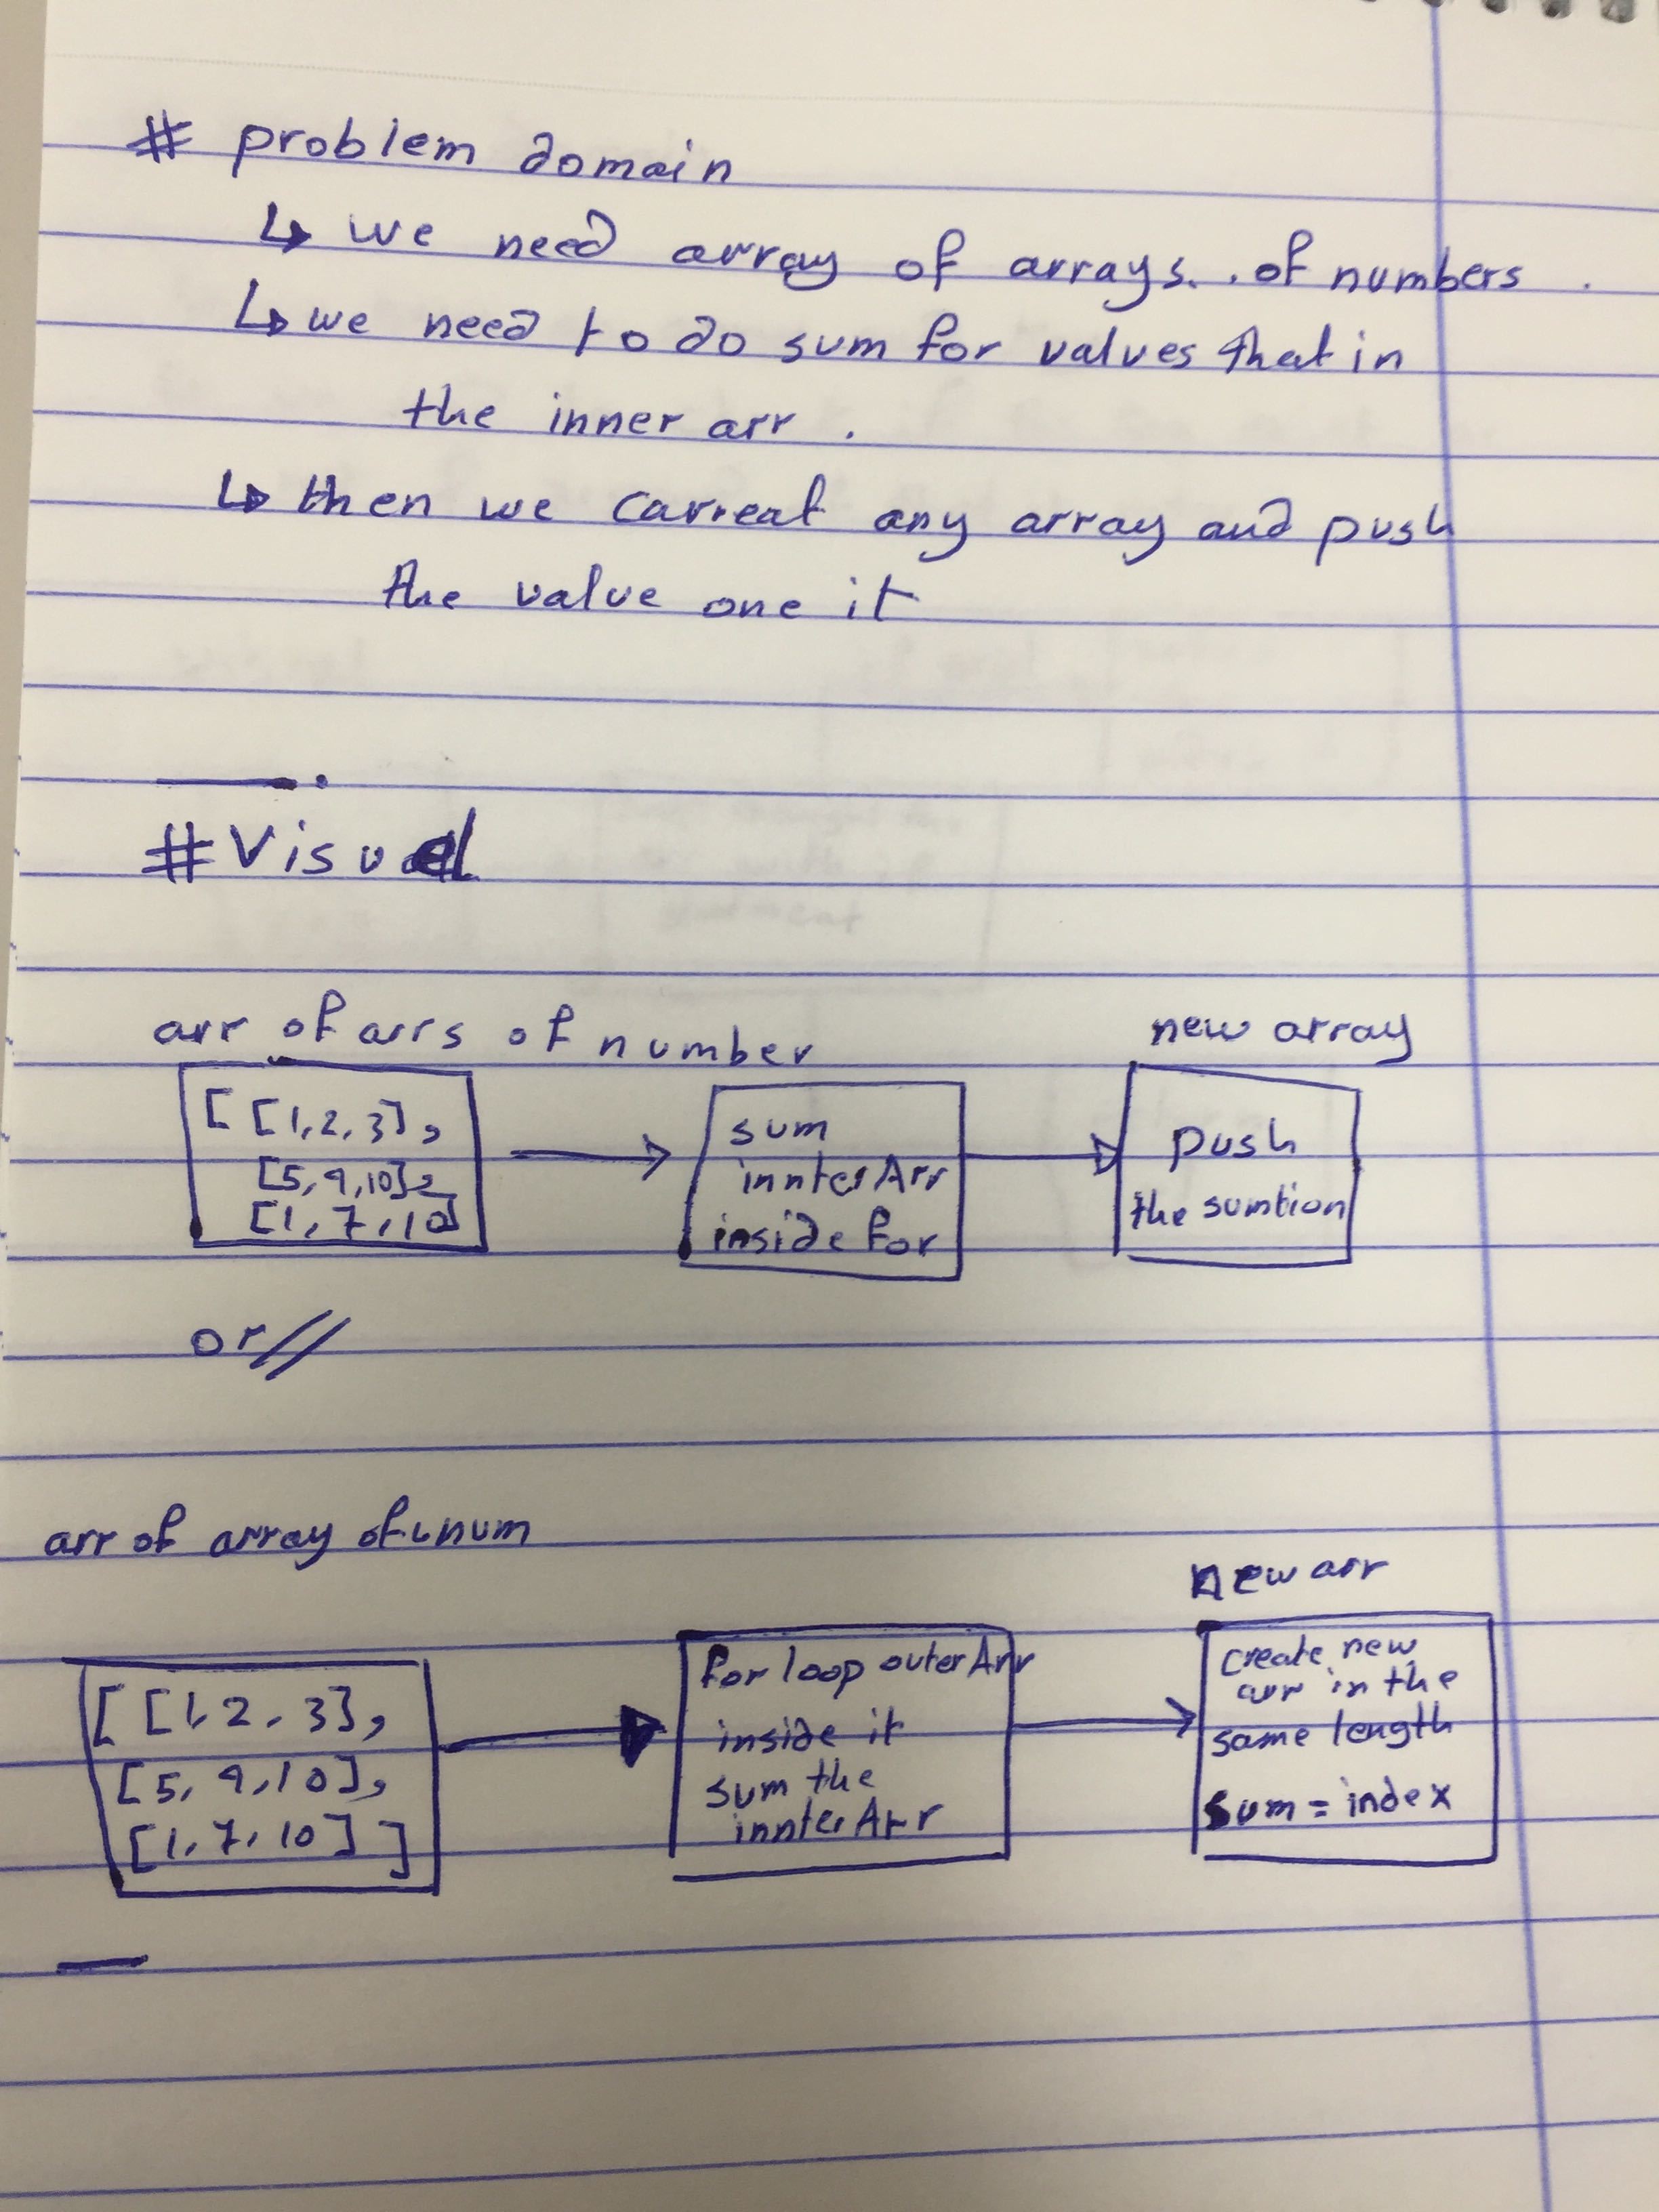 # problem domain
↳ we need array of arrays. . of numbers .
↳ we need to do sum for values that in
the inner arr .
↳ then we carreat any array and push
the value one it
# Visual
arr of arrs of number
new array
[ [1,2,3],
[5,9,10],
[1,7,10]
sum
innter Arr
inside for
push
the sumtion
or//
arr of array of num
new arr
[ [1,2,3],
[5,9,10],
[1,7,10] ]
for loop outer Arr
inside it
sum the
innter Arr
create new
arr in the
same length
sum = index